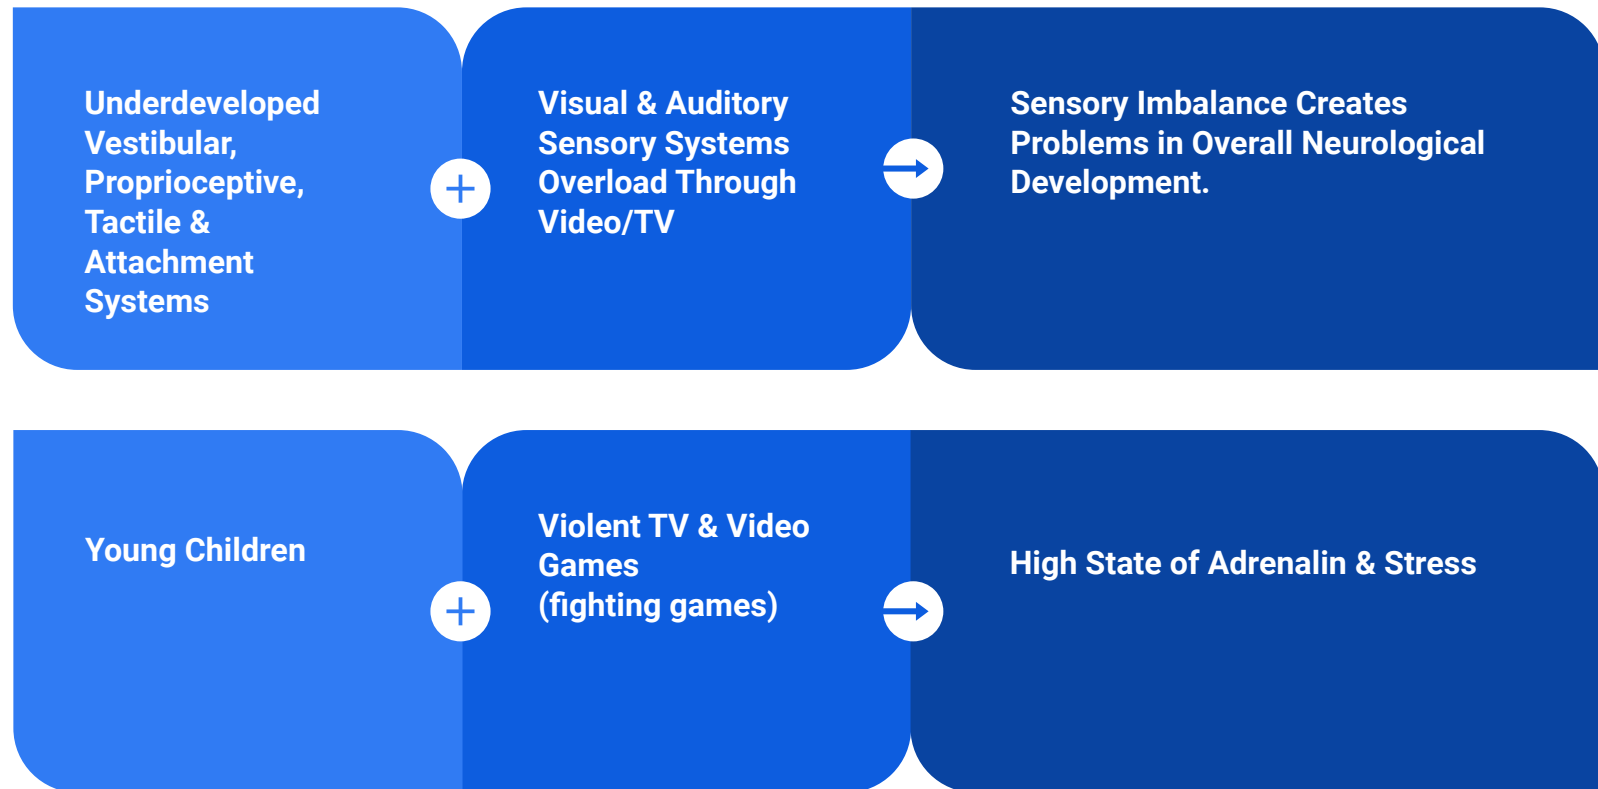 Underdeveloped
Vestibular,
Proprioceptive,
Tactile &
Attachment
Systems
Visual & Auditory
Sensory Systems
Overload Through
Video/TV
Sensory Imbalance Creates
Problems in Overall Neurological
Development.
Young Children
Violent TV & Video
Games
(fighting games)
High State of Adrenalin & Stress